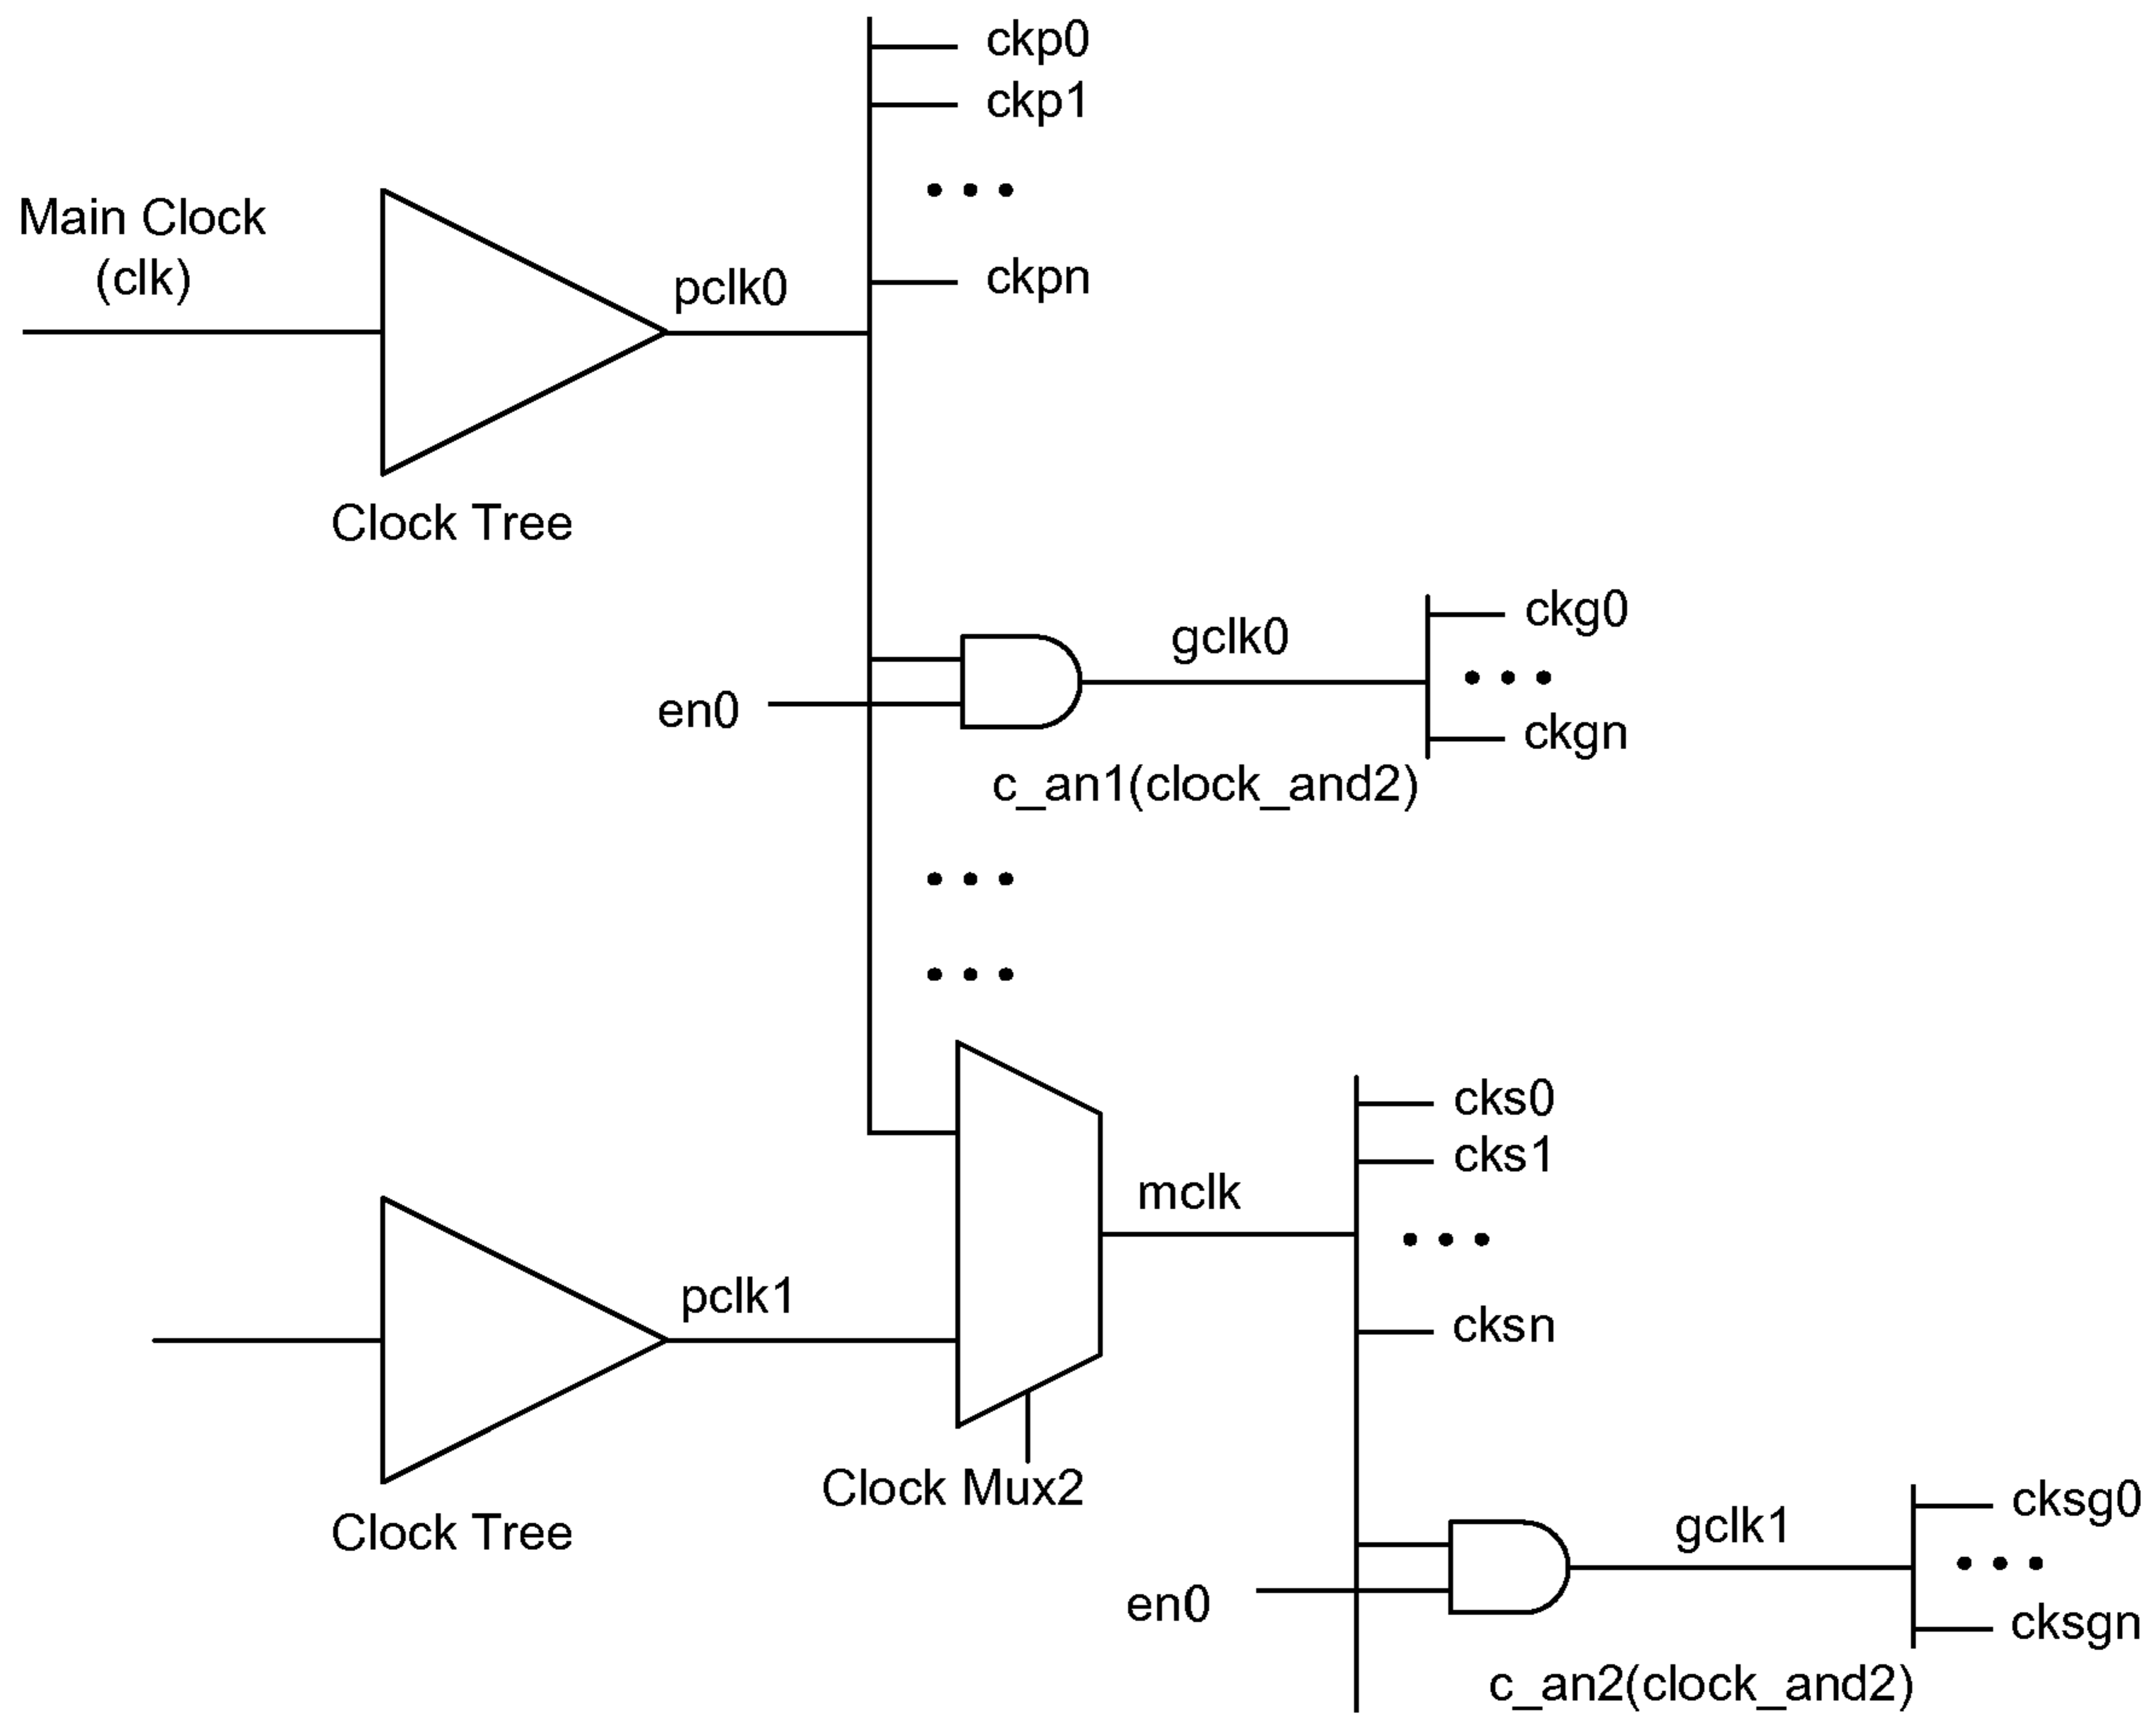 ckp0
ckp1
Main Clock
(clk)
pclk0
ckpn
Clock Tree
ckg0
gclk0
en0
ckgn
c_an1(clock_and2)
cks0
cks1
mclk
pclk1
cksn
Clock Mux2
Clock Tree
cksg0
gclk1
en0
cksgn
c_an2(clock_and2)